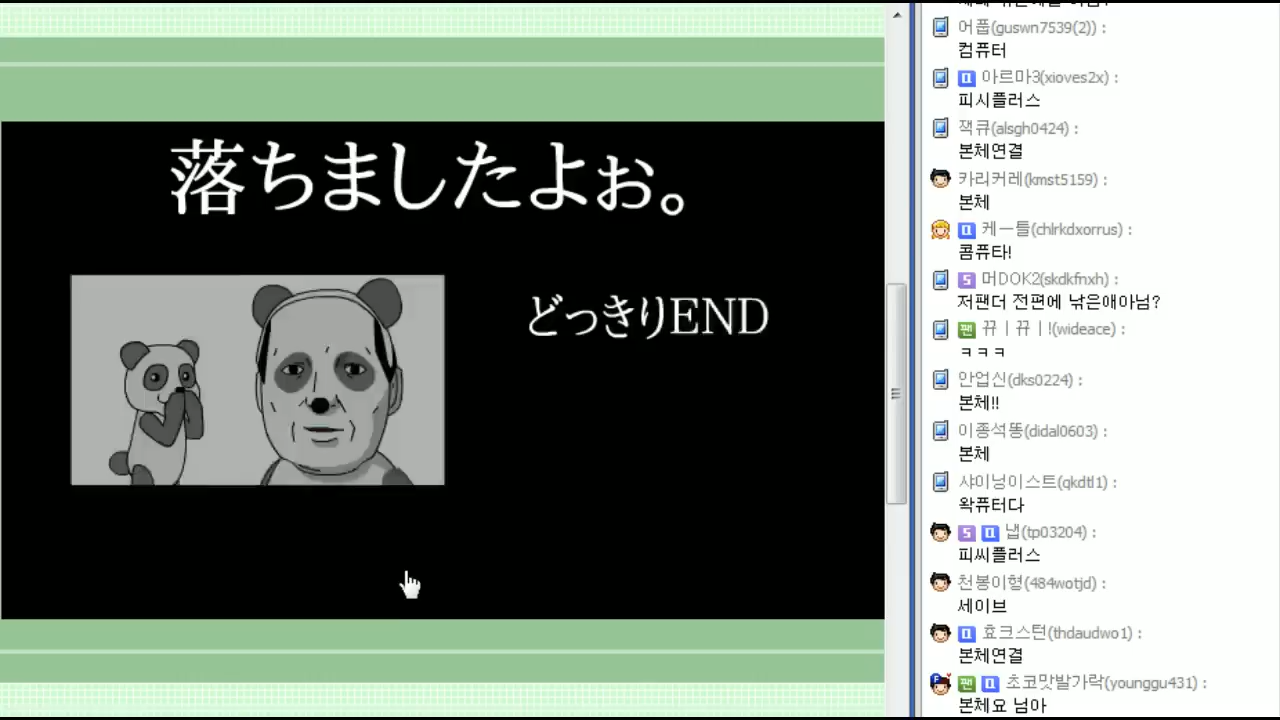 落ちましたよぉ。
どっきりEND
어풉(guswn7539(2)) :
컴퓨터
아르마3(xioves2x) :
피시플러스
잭큐(alsgh0424) :
본체연결
카리커레(kmst5159) :
본체
케ㅡ틀(chlrkdxorrus) :
콤퓨타!
S 머DOK2(skdkfnxh) :
저팬더 전편에 낚은애아님?
팬 뀨ㅣ뀨ㅣ!(wideace) :
ㅋㅋㅋ
안업신(dks0224) :
본체!!
이종석똥(didal0603) :
본체
샤이닝이스트(qkdtl1) :
왁퓨터다
S 냅(tp03204) :
피씨플러스
천봉이형(484wotjd) :
세이브
효크스턴(thdaudwo1) :
본체연결
팬 초코맛발가락(younggu431) :
본체요 넘아